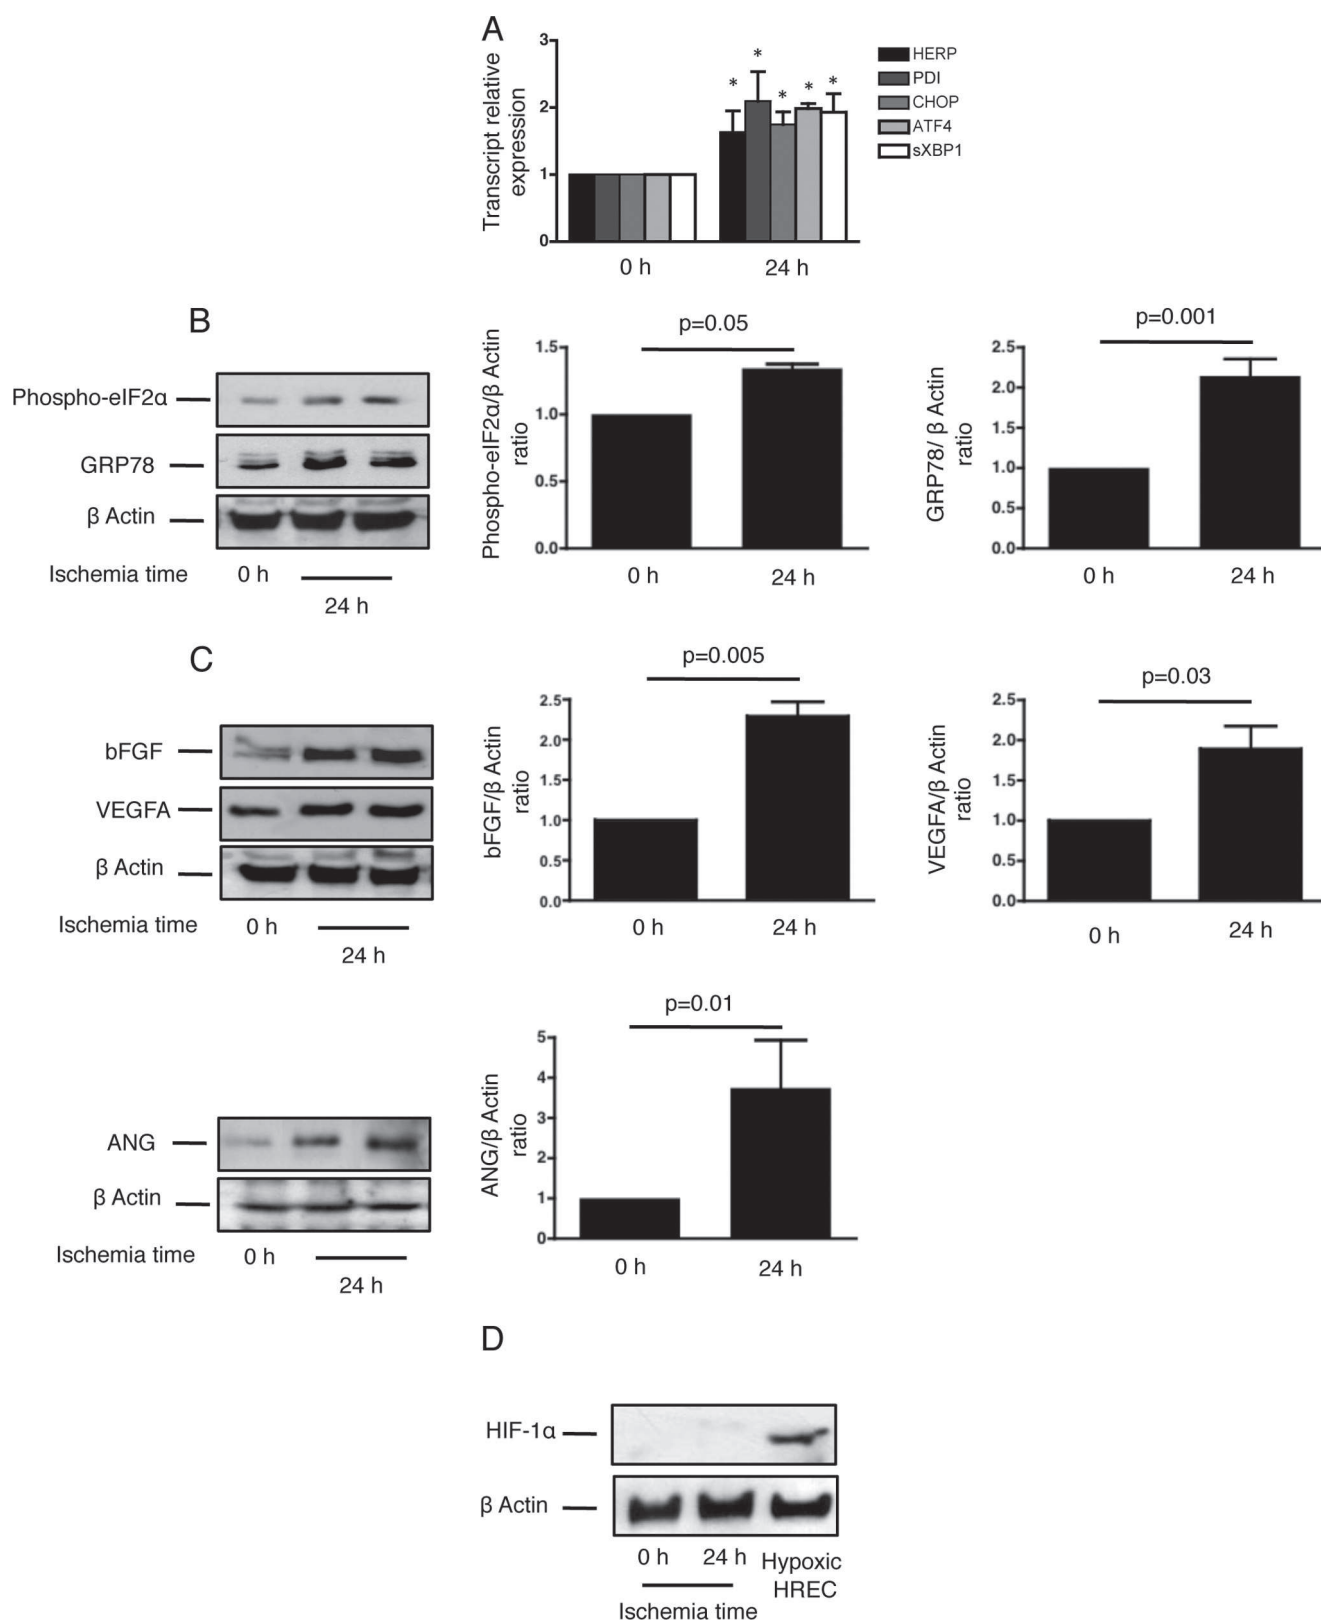 A
Transcript relative
expression
3
2
1
0
* * * * *
0 h 24 h
HERP
PDI
CHOP
ATF4
sXBP1
B
Phospho-eIF2α
GRP78
β Actin
Ischemia time 0 h
24 h
p=0.05
Phospho-eIF2α/β Actin
ratio
1.5
1.0
0.5
0.0
0 h 24 h
p=0.001
GRP78/ β Actin
ratio
2.5
2.0
1.5
1.0
0.5
0.0
0 h 24 h
C
bFGF
VEGFA
β Actin
Ischemia time 0 h
24 h
p=0.005
bFGF/β Actin
ratio
2.5
2.0
1.5
1.0
0.5
0.0
0 h 24 h
p=0.03
VEGFA/β Actin
ratio
2.5
2.0
1.5
1.0
0.5
0.0
0 h 24 h
ANG
β Actin
Ischemia time 0 h
24 h
p=0.01
ANG/β Actin
ratio
5
4
3
2
1
0
0 h 24 h
D
HIF-1α
β Actin
0 h 24 h Hypoxic
HREC
Ischemia time